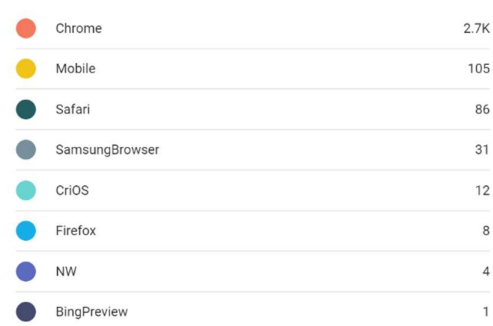 Chrome 2.7K
Mobile 105
Safari 86
SamsungBrowser 31
CriOS 12
Firefox 8
NW 4
BingPreview 1